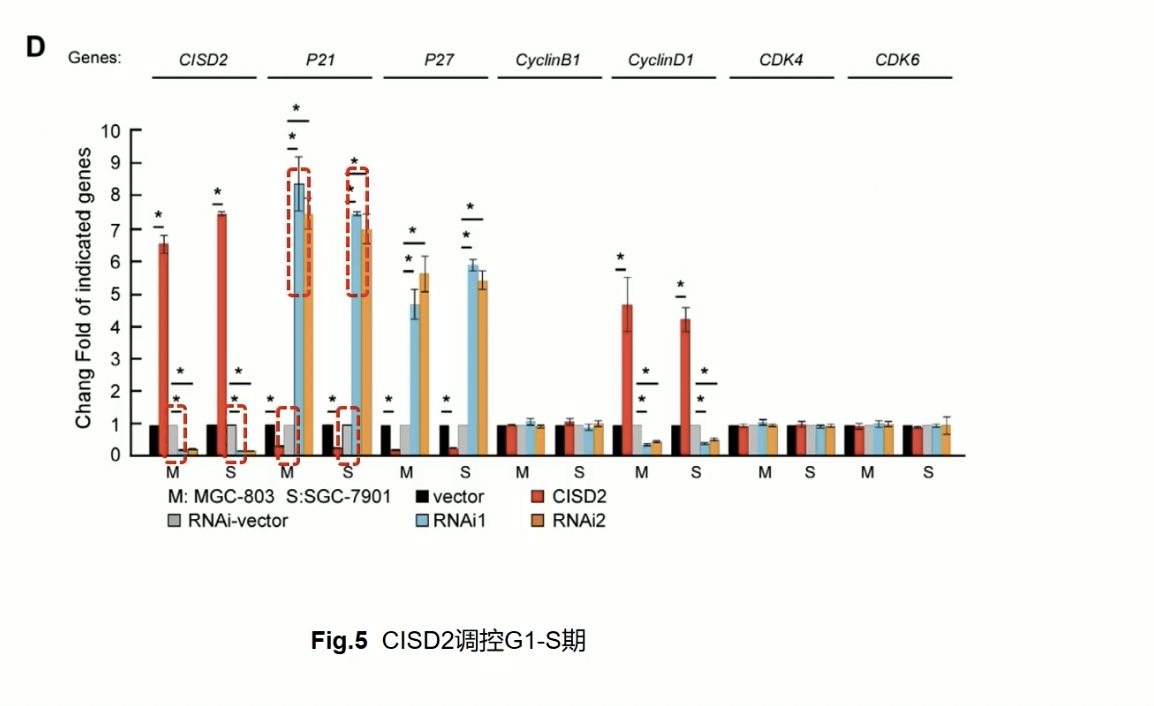 D
Genes: CISD2 P21 P27 CyclinB1 CyclinD1 CDK4 CDK6
Chang Fold of indicated genes
10
9
8
7
6
5
4
3
2
1
0
* * * * * * * * * * * * * * * * * * * * * * * *
M S M S M S M S M S M S M S
M: MGC-803 S:SGC-7901 vector CISD2
RNAi-vector RNAi1 RNAi2
Fig.5 CISD2调控G1-S期